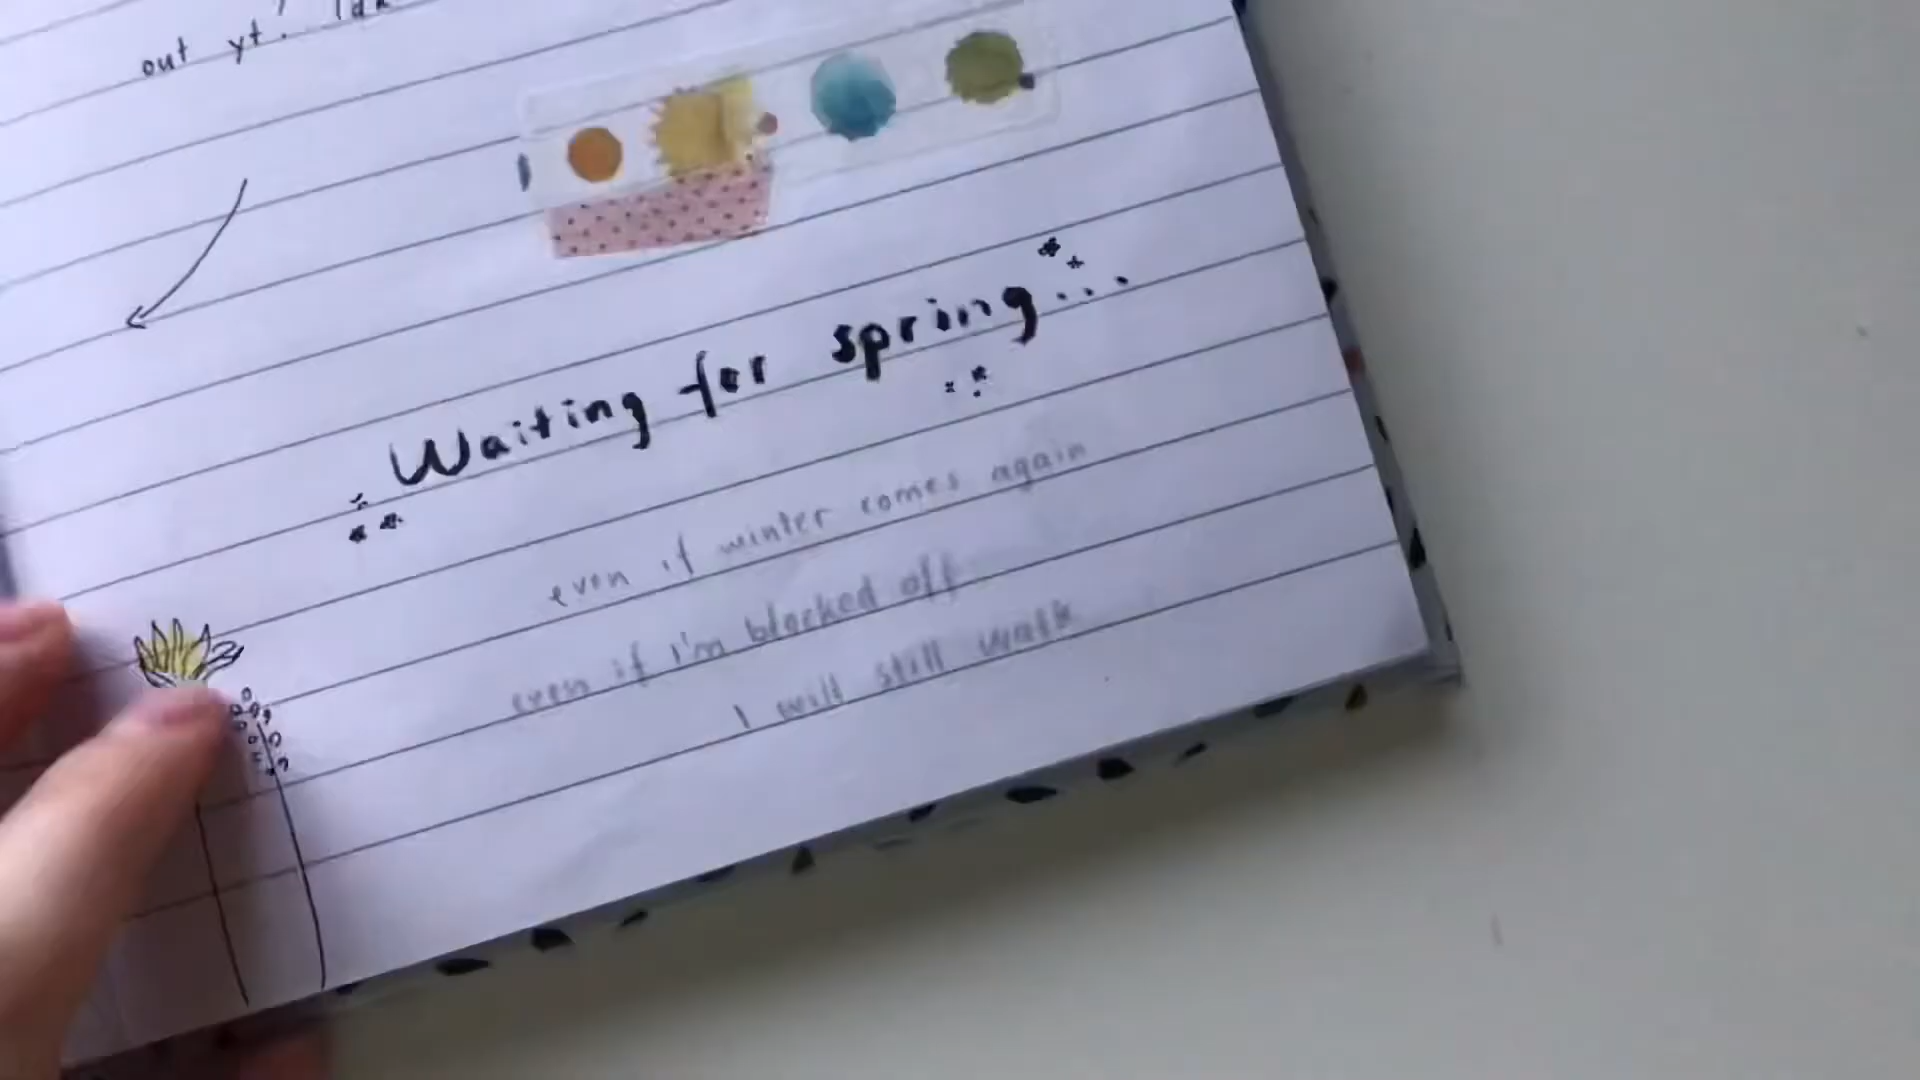 out yt.
Waiting for spring...
even if winter comes again
even if i'm blocked off
I will still walk